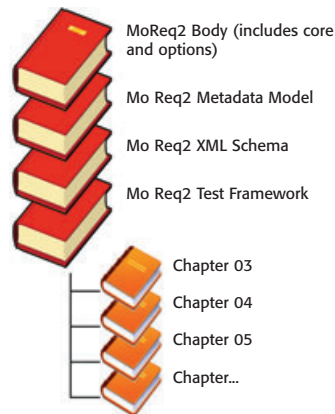 MoReq2 Body (includes core
and options)
Mo Req2 Metadata Model
Mo Req2 XML Schema
Mo Req2 Test Framework
Chapter 03
Chapter 04
Chapter 05
Chapter...